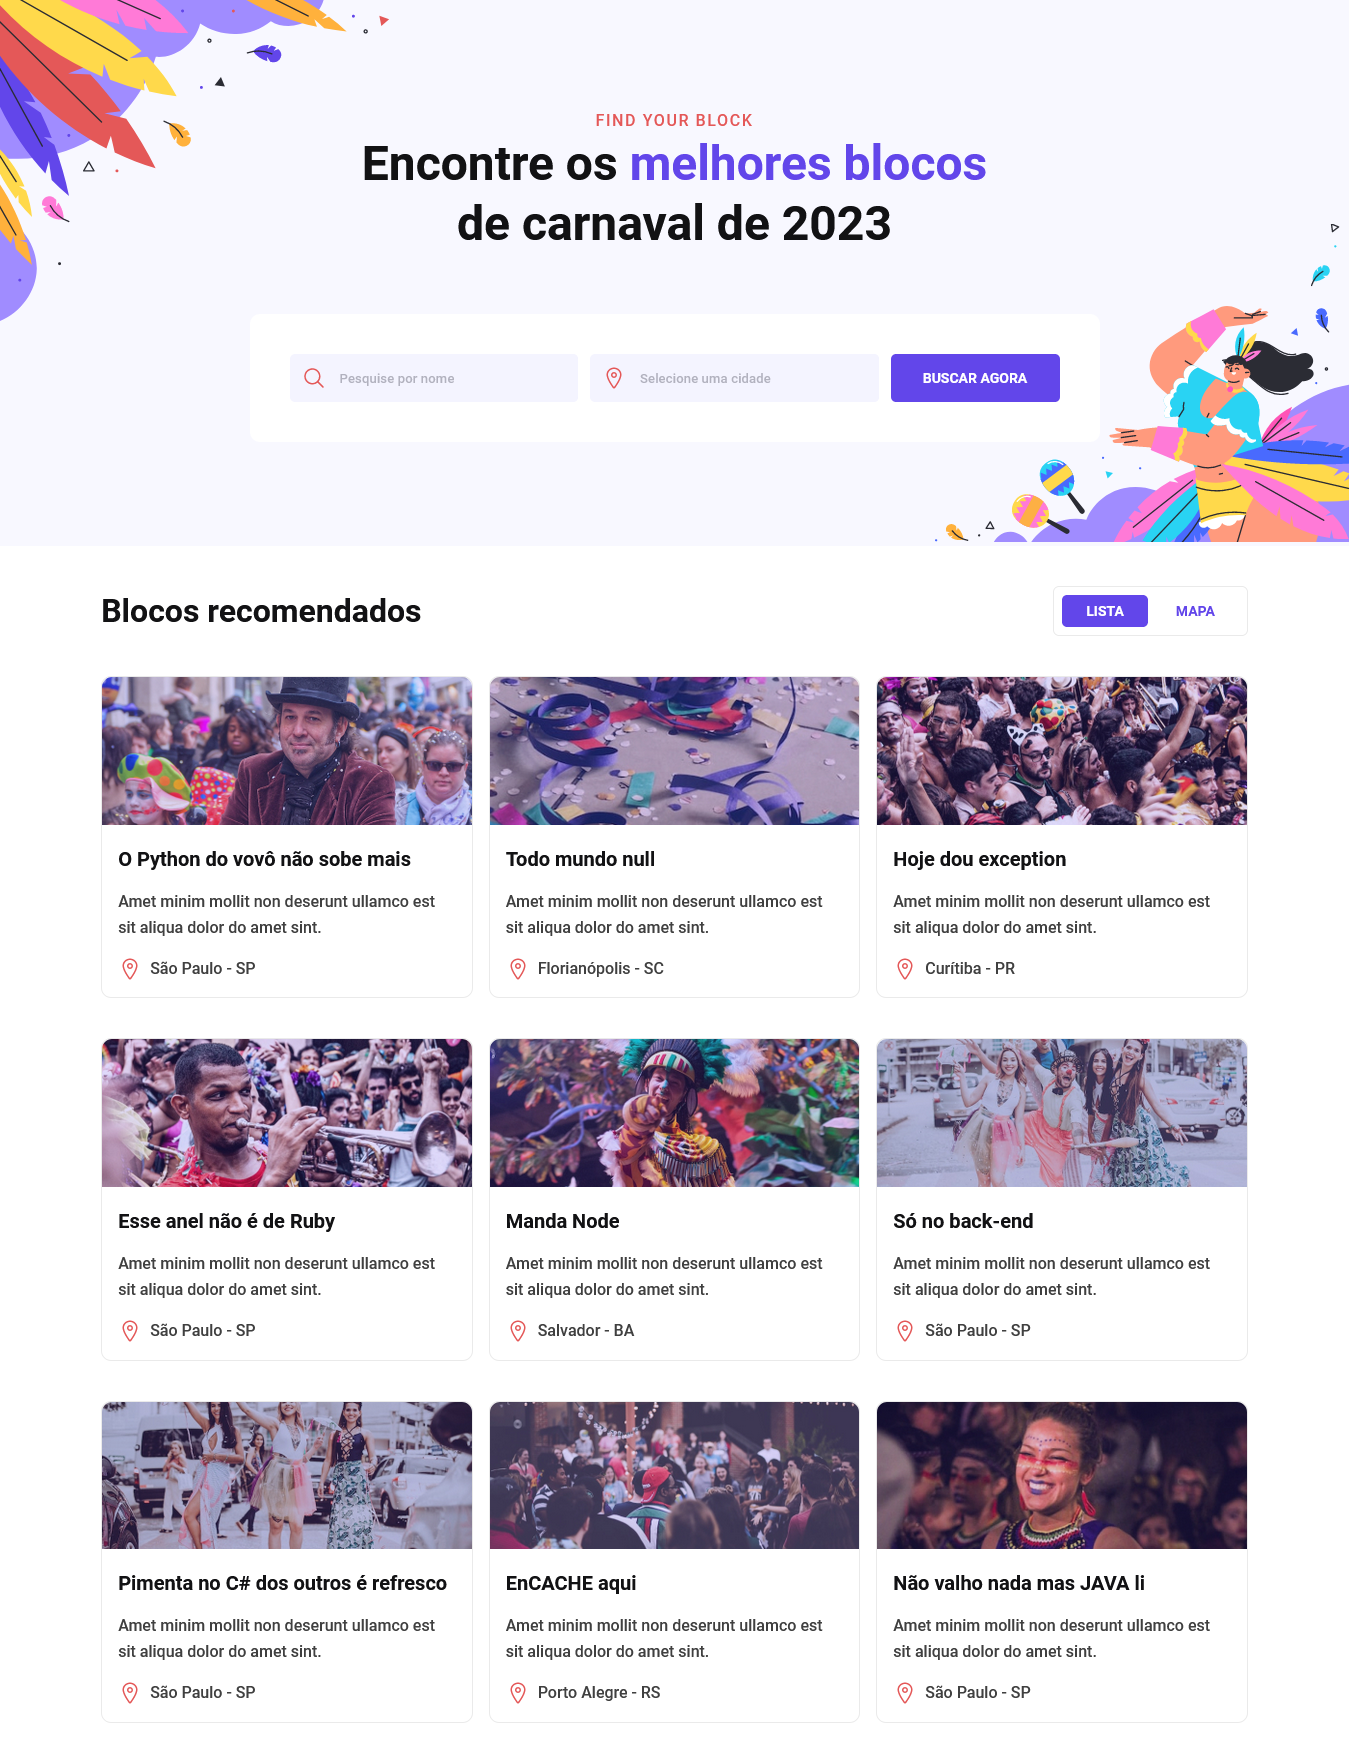 FIND YOUR BLOCK
Encontre os melhores blocos
de carnaval de 2023
Pesquise por nome
Selecione uma cidade
BUSCAR AGORA
Blocos recomendados
LISTA
MAPA
O Python do vovô não sobe mais
Amet minim mollit non deserunt ullamco est
sit aliqua dolor do amet sint.
São Paulo - SP
Todo mundo null
Amet minim mollit non deserunt ullamco est
sit aliqua dolor do amet sint.
Florianópolis - SC
Hoje dou exception
Amet minim mollit non deserunt ullamco est
sit aliqua dolor do amet sint.
Curítiba - PR
Esse anel não é de Ruby
Amet minim mollit non deserunt ullamco est
sit aliqua dolor do amet sint.
São Paulo - SP
Manda Node
Amet minim mollit non deserunt ullamco est
sit aliqua dolor do amet sint.
Salvador - BA
Só no back-end
Amet minim mollit non deserunt ullamco est
sit aliqua dolor do amet sint.
São Paulo - SP
Pimenta no C# dos outros é refresco
Amet minim mollit non deserunt ullamco est
sit aliqua dolor do amet sint.
São Paulo - SP
EnCACHE aqui
Amet minim mollit non deserunt ullamco est
sit aliqua dolor do amet sint.
Porto Alegre - RS
Não valho nada mas JAVA li
Amet minim mollit non deserunt ullamco est
sit aliqua dolor do amet sint.
São Paulo - SP